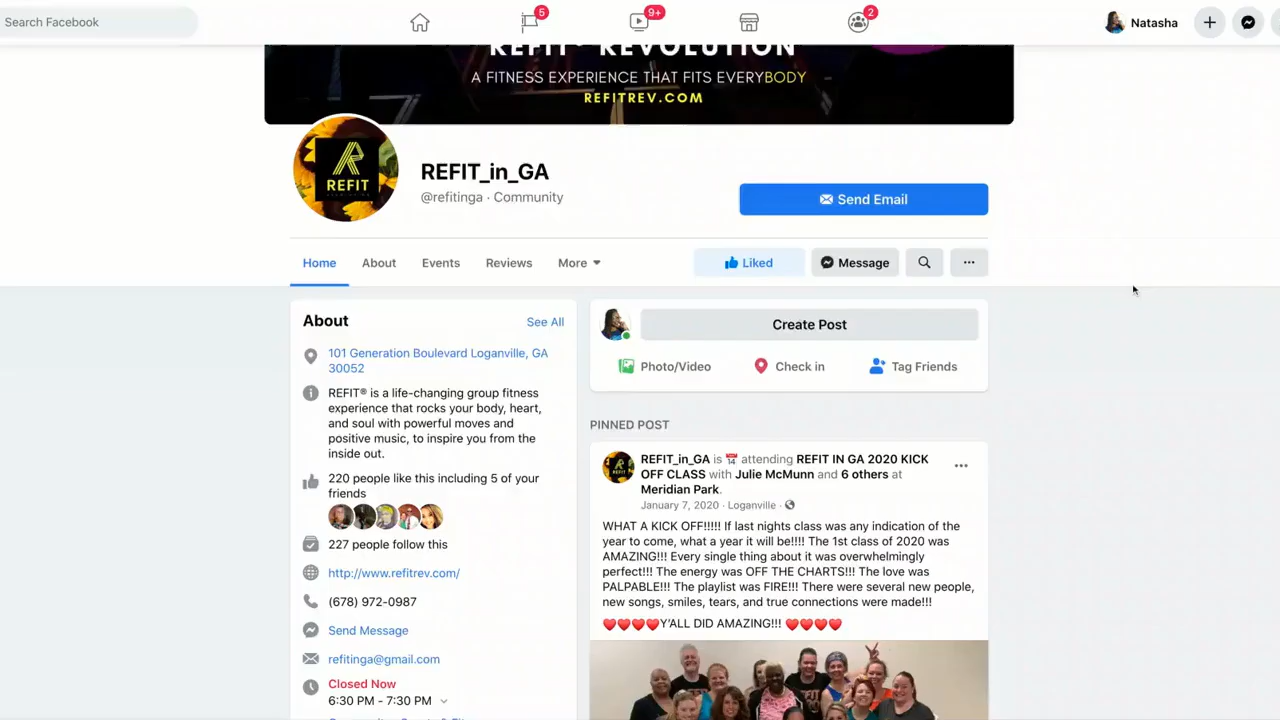 Search Facebook
5
9+
2
Natasha
REFIT® REVOLUTION
A FITNESS EXPERIENCE THAT FITS EVERYBODY
REFITREV.COM
REFIT
REFIT_in_GA
@refitinga · Community
Send Email
Home
About
Events
Reviews
More
Liked
Message
About
See All
101 Generation Boulevard Loganville, GA
30052
REFIT® is a life-changing group fitness
experience that rocks your body, heart,
and soul with powerful moves and
positive music, to inspire you from the
inside out.
220 people like this including 5 of your
friends
227 people follow this
http://www.refitrev.com/
(678) 972-0987
Send Message
refitinga@gmail.com
Closed Now
6:30 PM - 7:30 PM
Create Post
Photo/Video
Check in
Tag Friends
PINNED POST
REFIT_in_GA is 📅 attending REFIT IN GA 2020 KICK
OFF CLASS with Julie McMunn and 6 others at
Meridian Park.
January 7, 2020 · Loganville ·
WHAT A KICK OFF!!!!! If last nights class was any indication of the
year to come, what a year it will be!!!! The 1st class of 2020 was
AMAZING!!! Every single thing about it was overwhelmingly
perfect!!! The energy was OFF THE CHARTS!!! The love was
PALPABLE!!! The playlist was FIRE!!! There were several new people,
new songs, smiles, tears, and true connections were made!!!
❤️❤️❤️❤️Y'ALL DID AMAZING!!! ❤️❤️❤️❤️